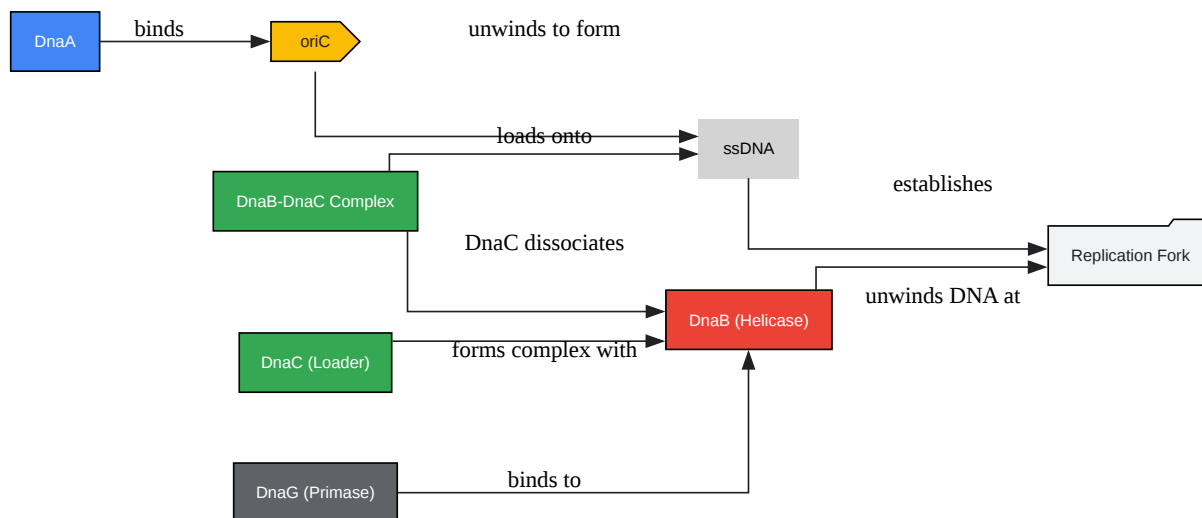 DnaA
binds
oriC
unwinds to form
loads onto
ssDNA
DnaB-DnaC Complex
establishes
DnaC dissociates
Replication Fork
unwinds DNA at
DnaB (Helicase)
DnaC (Loader)
forms complex with
binds to
DnaG (Primase)